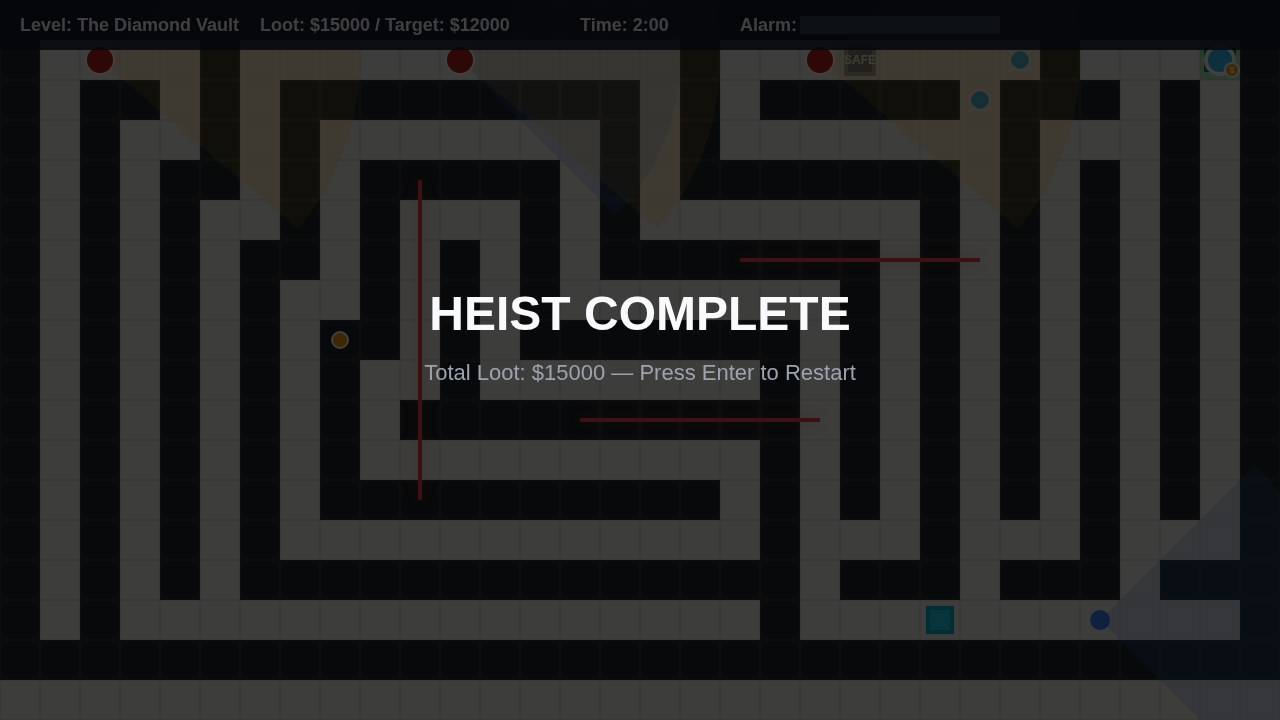 Level: The Diamond Vault Loot: $15000 / Target: $12000 Time: 2:00 Alarm:
SAFE
HEIST COMPLETE
Total Loot: $15000 — Press Enter to Restart